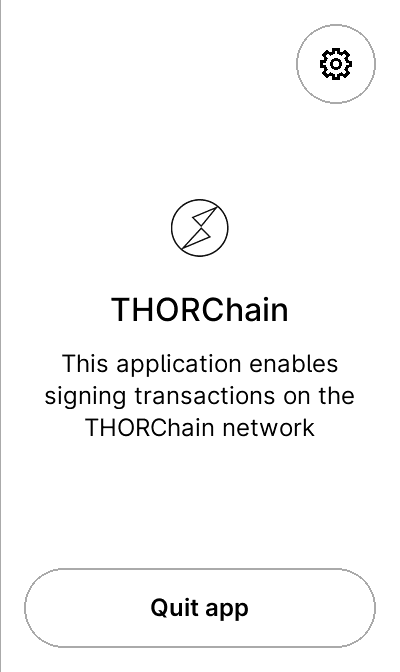 THORChain
This application enables
signing transactions on the
THORChain network
Quit app